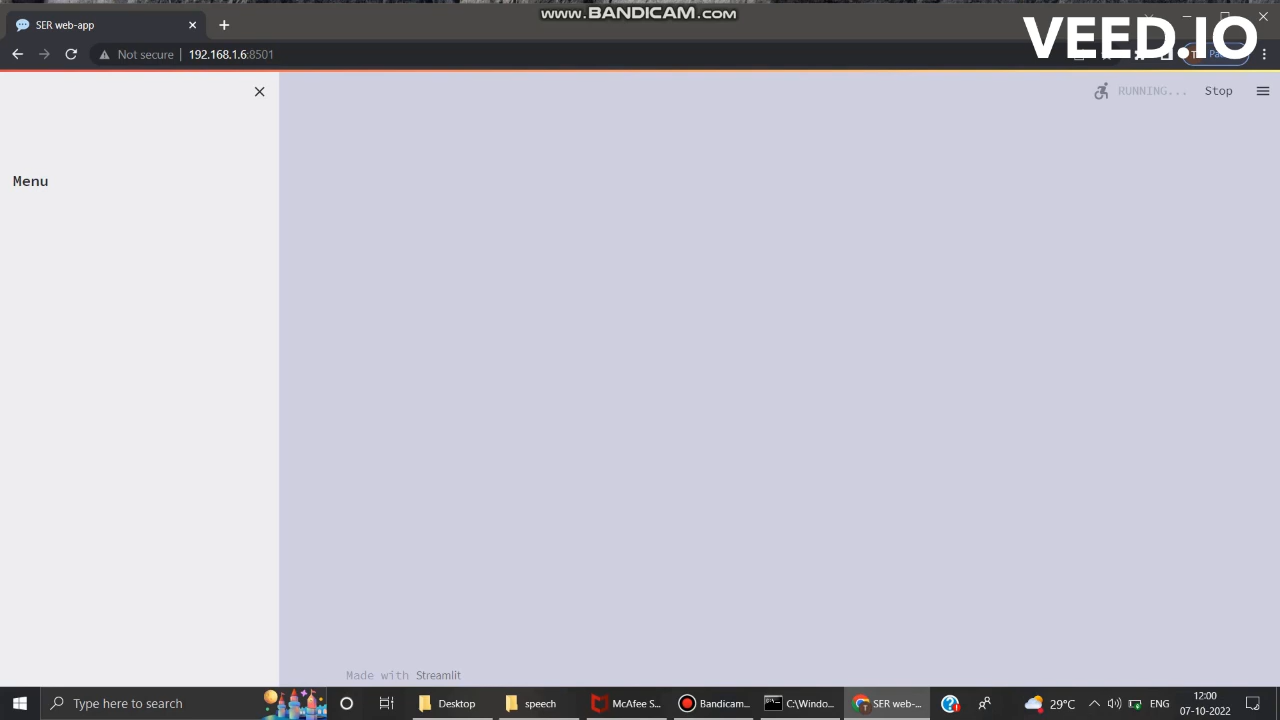 www.BANDICAM.com
SER web-app
VEED.IO
Not secure
192.168.1.6:8501
RUNNING...
Stop
Menu
Made with Streamlit
Type here to search
Desktop
speech
McAfee S...
Bandicam...
C:\Windo...
SER web-...
29°C
ENG
12:00
07-10-2022